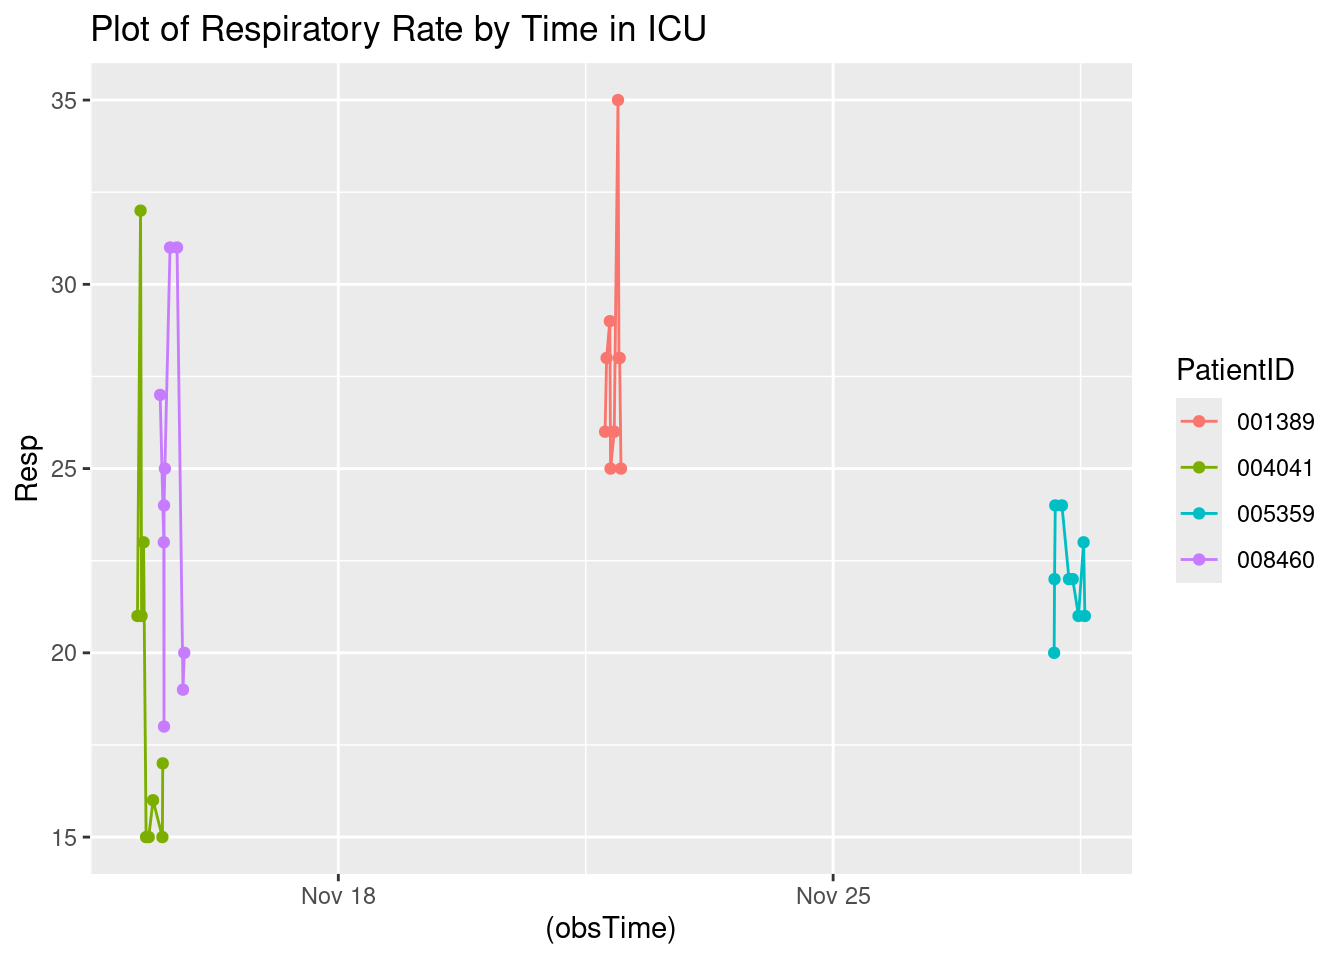 Plot of Respiratory Rate by Time in ICU
35
30
25
20
15
Resp
Nov 18
Nov 25
(obsTime)
PatientID
001389
004041
005359
008460